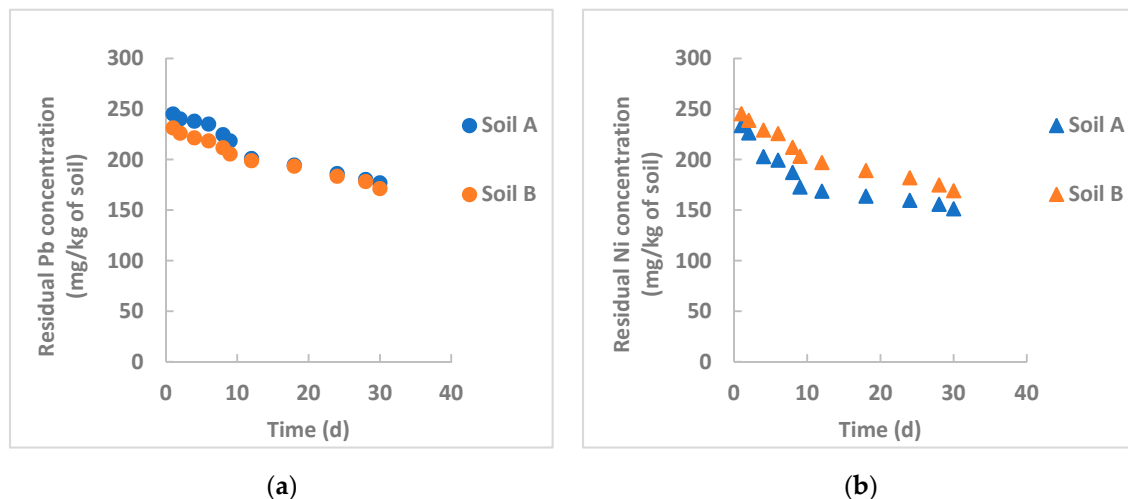 300
250
200
150
100
50
0
Residual Pb concentration
(mg/kg of soil)
0 10 20 30 40
Time (d)
Soil A
Soil B
(a)
300
250
200
150
100
50
0
Residual Ni concentration
(mg/kg of soil)
0 10 20 30 40
Time (d)
Soil A
Soil B
(b)